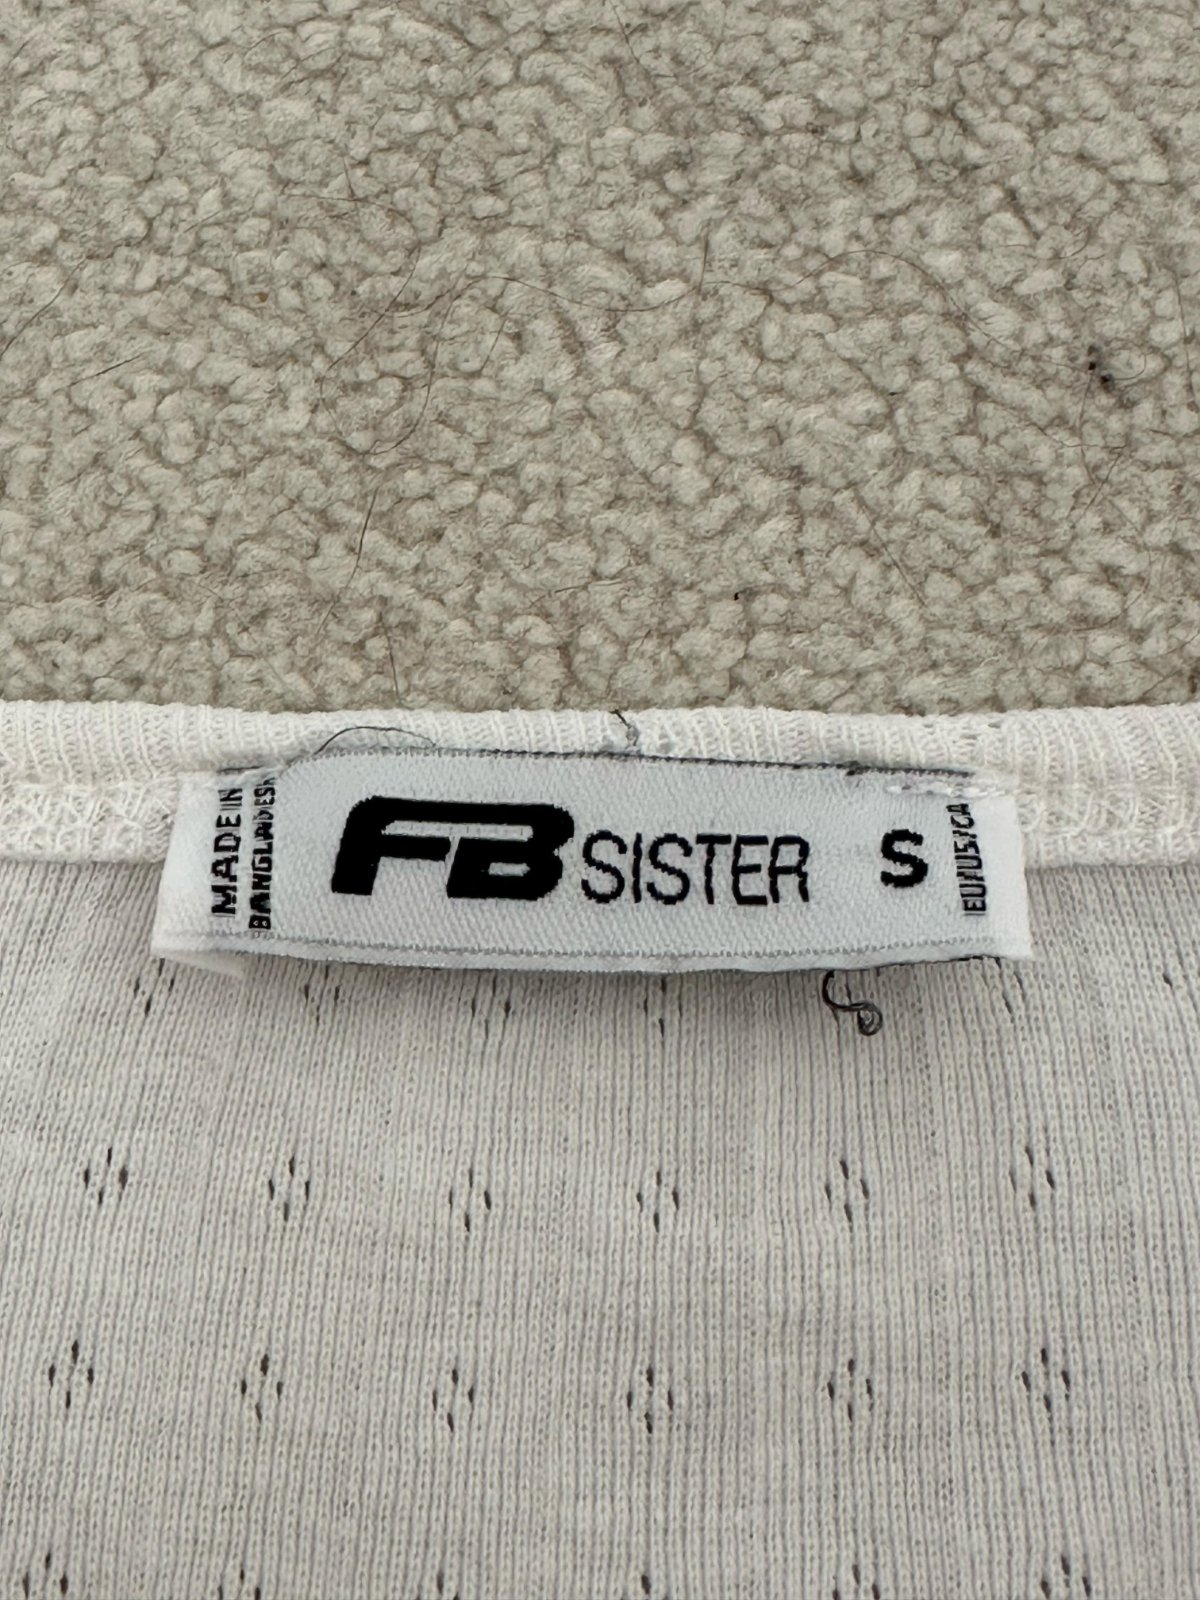 MADE IN
BANGLADESH
FB SISTER
S
EU/US/CA